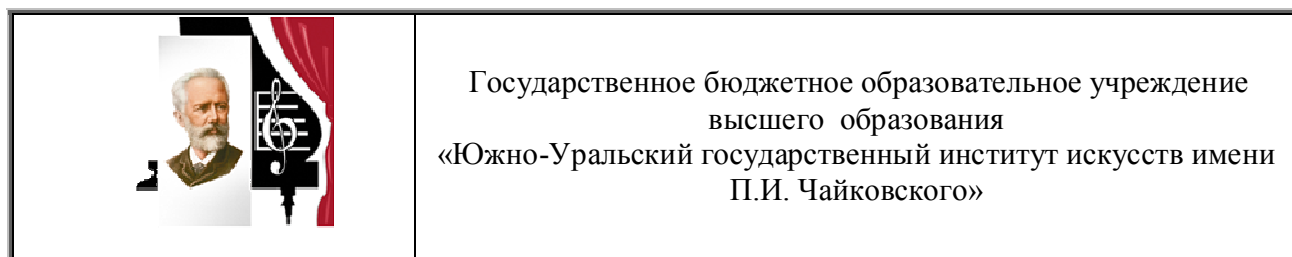 Государственное бюджетное образовательное учреждение
высшего образования
«Южно-Уральский государственный институт искусств имени
П.И. Чайковского»